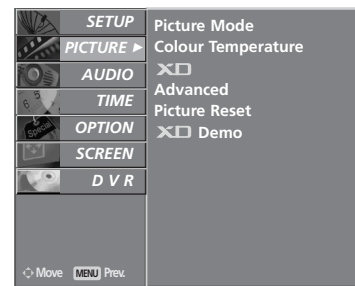 SETUP
PICTURE ►
AUDIO
TIME
OPTION
SCREEN
D V R
Move MENU Prev.
Picture Mode
Colour Temperature
XD
Advanced
Picture Reset
XD Demo